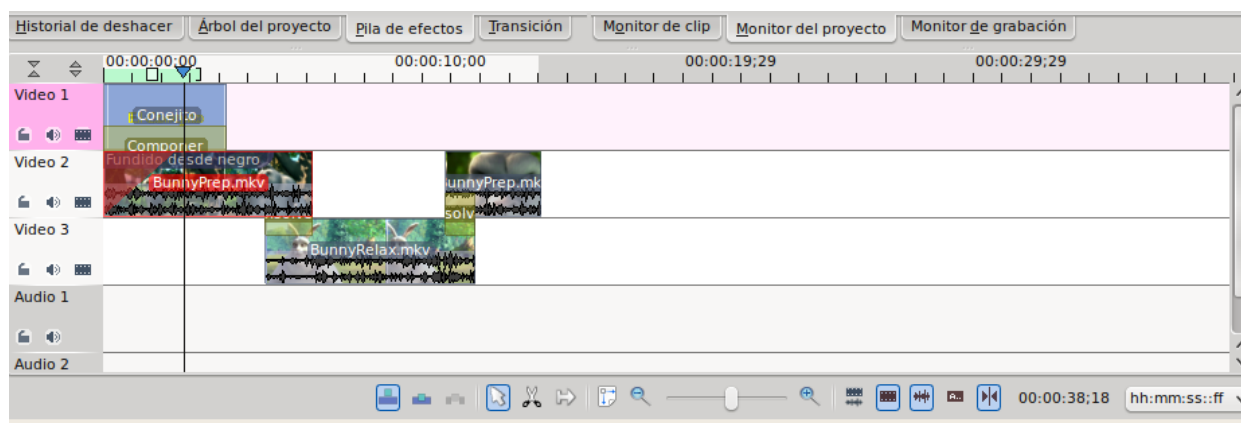 Historial de deshacer Árbol del proyecto Pila de efectos Transición Monitor de clip Monitor del proyecto Monitor de grabación
00:00:00;00 00:00:10;00 00:00:19;29 00:00:29;29
Video 1
Conejito
Componer
Video 2
Fundido desde negro
BunnyPrep.mkv unnyPrep.mk
solv
Video 3
BunnyRelax.mkv
Audio 1
Audio 2
00:00:38;18 hh:mm:ss::ff